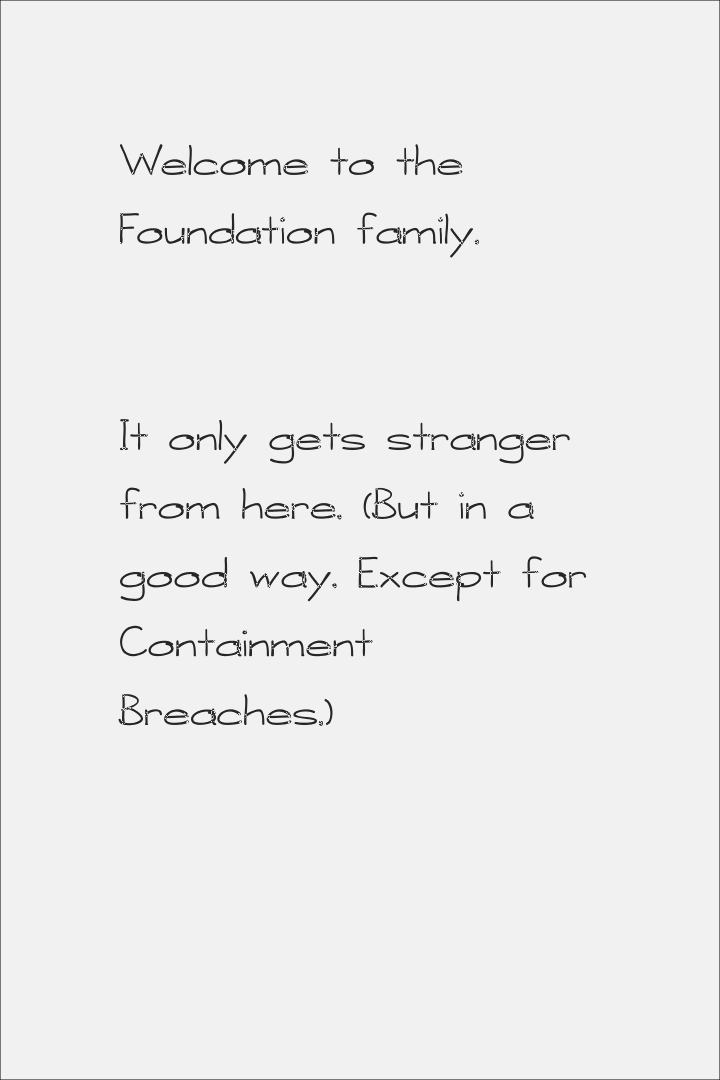 Welcome to the
Foundation family.
It only gets stranger
from here. (But in a
good way. Except for
Containment
Breaches.)